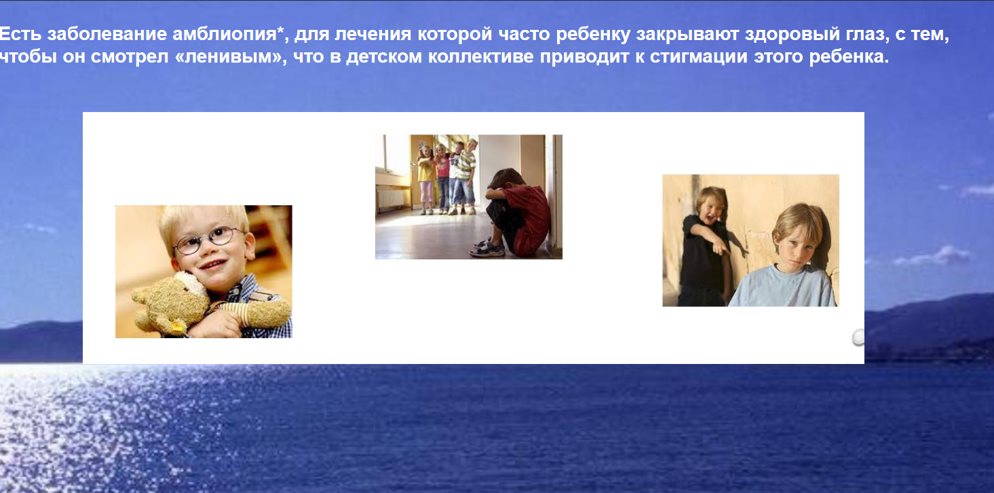 Есть заболевание амблиопия*, для лечения которой часто ребенку закрывают здоровый глаз, с тем,
чтобы он смотрел «ленивым», что в детском коллективе приводит к стигмации этого ребенка.